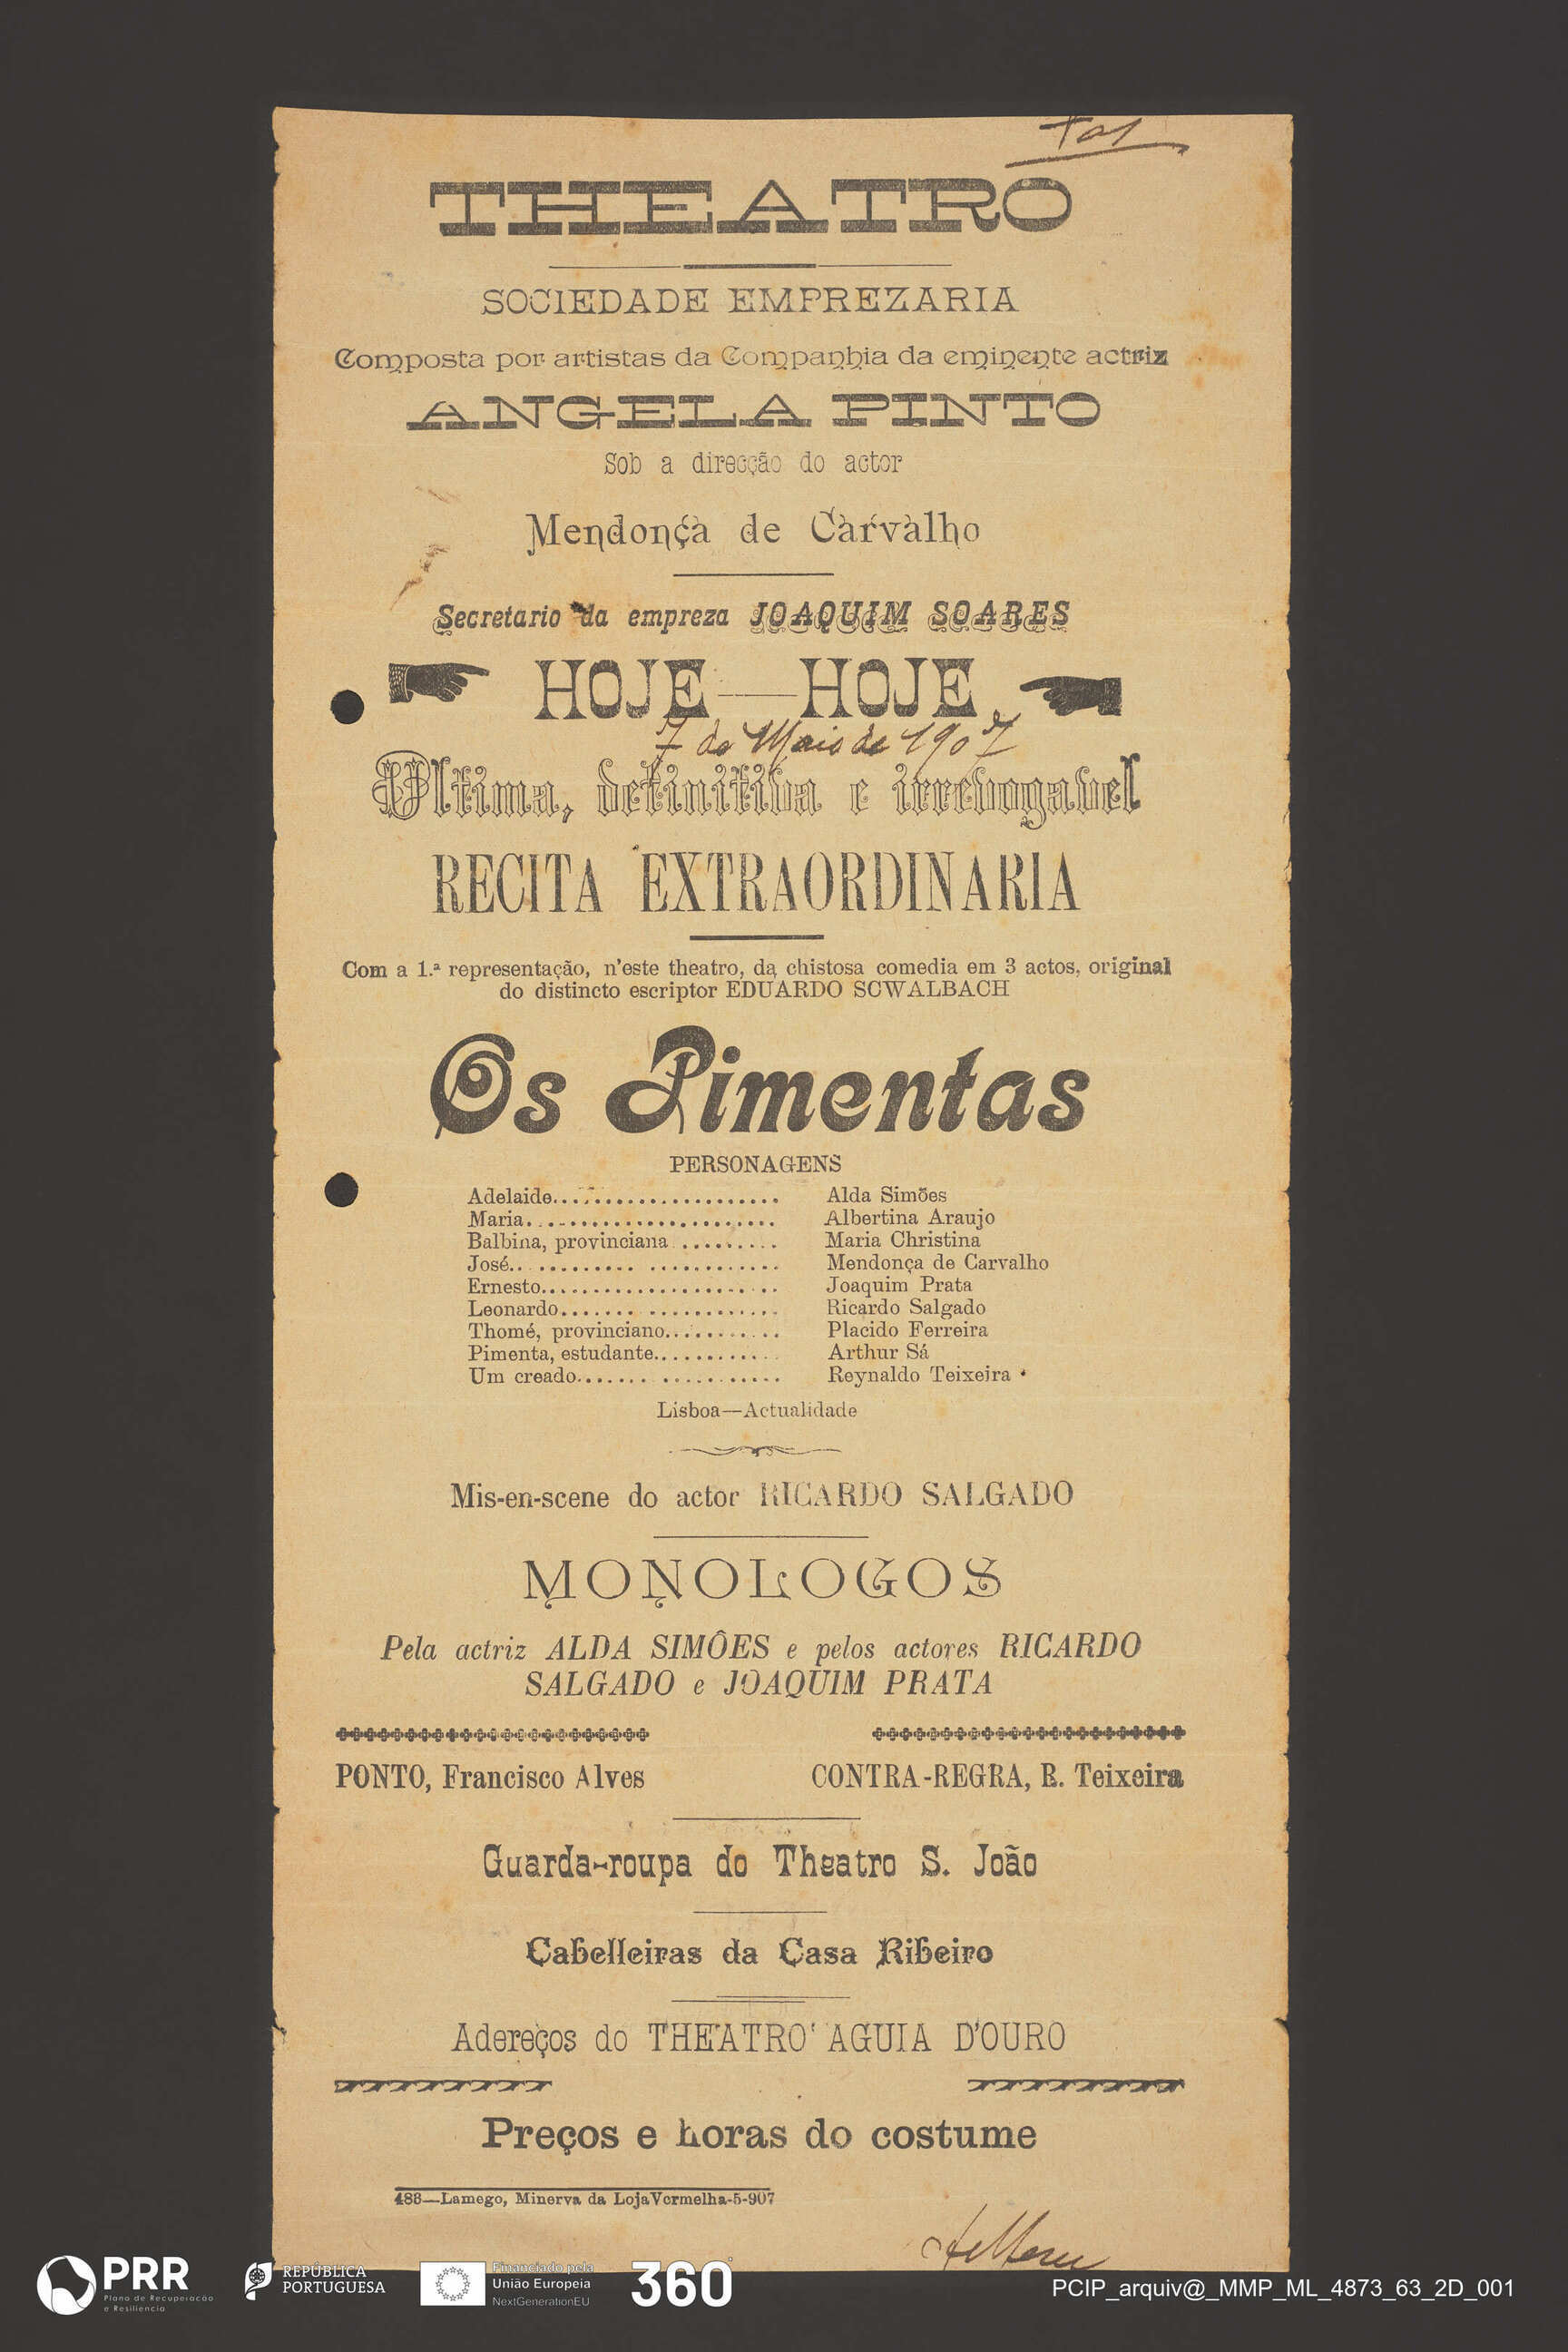 THEATRO
SOCIEDADE EMPREZARIA
Composta por artistas da Companhia da eminente actriz
ANGELA PINTO
Sob a direcção do actor
Mendonça de Carvalho
Secretario da empreza JOAQUIM SOARES
HOJE—HOJE
7 de Maio de 1907
Ultima, definitiva e irrevogavel
RECITA EXTRAORDINARIA
Com a 1.ª representação, n'este theatro, da chistosa comedia em 3 actos, original
do distincto escriptor EDUARDO SCWALBACH
Os Pimentas
PERSONAGENS
Adelaide........................ Alda Simões
Maria........................ Albertina Araujo
Balbina, provinciana ......... Maria Christina
José........................ Mendonça de Carvalho
Ernesto........................ Joaquim Prata
Leonardo........................ Ricardo Salgado
Thomé, provinciano........... Placido Ferreira
Pimenta, estudante............ Arthur Sá
Um creado.................... Reynaldo Teixeira
Lisboa—Actualidade
Mis-en-scene do actor RICARDO SALGADO
MONOLOGOS
Pela actriz ALDA SIMÕES e pelos actores RICARDO
SALGADO e JOAQUIM PRATA
PONTO, Francisco Alves CONTRA-REGRA, R. Teixeira
Guarda-roupa do Theatro S. João
Cabelleiras da Casa Ribeiro
Adereços do THEATRO AGUIA D'OURO
Preços e horas do costume
488—Lamego, Minerva da Loja Vermelha-5-907
PRR
Plano de Recuperação
e Resiliência
REPÚBLICA
PORTUGUESA
Financiado pela
União Europeia
NextGenerationEU
360°
PCIP_arquiv@_MMP_ML_4873_63_2D_001